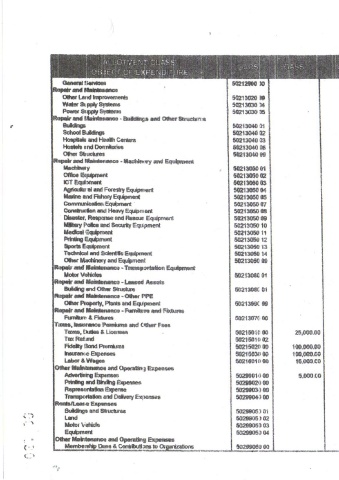 ALLOTMENT CLASS
OBJECT OF EXPENDITURE
General Services 50212990 00
Repair and Maintenance
Other Land Improvements 50213020 99
Water Supply Systems 50213030 04
Power Supply Systems 50213030 05
Repair and Maintenance - Buildings and Other Structures
Buildings 50213040 01
School Buildings 50213040 02
Hospitals and Health Centers 50213040 03
Hostels and Dormitories 50213040 06
Other Structures 50213040 99
Repair and Maintenance - Machinery and Equipment
Machinery 50213050 01
Office Equipment 50213050 02
ICT Equipment 50213050 03
Agricultural and Forestry Equipment 50213050 04
Marine and Fishery Equipment 50213050 05
Communication Equipment 50213050 07
Construction and Heavy Equipment 50213050 08
Disaster, Response and Rescue Equipment 50213050 09
Military Police and Security Equipment 50213050 10
Medical Equipment 50213050 11
Printing Equipment 50213050 12
Sports Equipment 50213050 13
Technical and Scientific Equipment 50213050 14
Other Machinery and Equipment 50213050 99
Repair and Maintenance - Transportation Equipment
Motor Vehicles 50213060 01
Repair and Maintenance - Leased Assets
Building and Other Structure
Repair and Maintenance - Other PPE
Other Property, Plants and Equipment 50213990 99
Repair and Maintenance - Furniture and Fixtures
Furniture & Fixtures 50213070 00
Taxes, Insurance Premiums and Other Fees
Taxes, Duties & Licenses 50215010 00 25,000.00
Tax Refund 50215010 02
Fidelity Bond Premiums 50215020 00 100,000.00
Insurance Expenses 50215030 00 100,000.00
Labor & Wages 50216010 00
Other Maintenance and Operating Expenses
Advertising Expenses 50299010 00 5,000.00
Printing and Binding Expenses 50299020 00
Representation Expense 50299030 00
Transportation and Delivery Expenses 50299040 00
Rents/Lease Expenses
Buildings and Structures 50299050 01
Land 50299050 02
Motor Vehicle 50299050 03
Equipment 50299050 04
Other Maintenance and Operating Expenses
Membership Dues & Contributions to Organizations 50299060 00